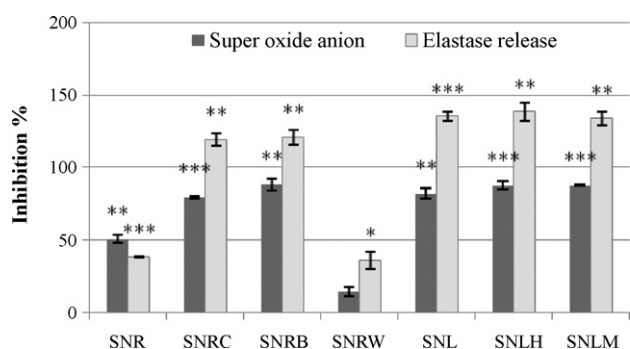 200
Super oxide anion Elastase release
150
100
50
0
Inhibition %
** *** *** ** ** ** * ** *** *** ** *** **
SNR SNRC SNRB SNRW SNL SNLH SNLM